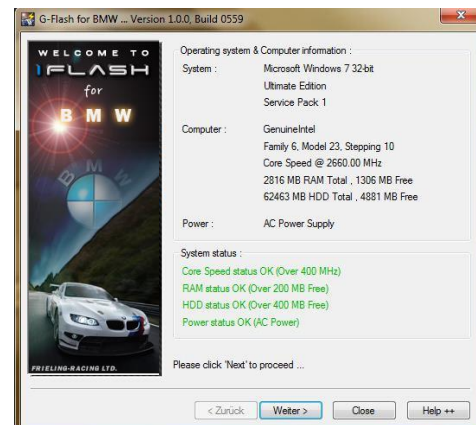 G-Flash for BMW ... Version 1.0.0, Build 0559
WELCOME TO
IFLASH
for
BMW
BMW
FRIELING-RACING LTD.
Operating system & Computer information :
System : Microsoft Windows 7 32-bit
Ultimate Edition
Service Pack 1
Computer : GenuineIntel
Family 6, Model 23, Stepping 10
Core Speed @ 2660.00 MHz
2816 MB RAM Total , 1306 MB Free
62463 MB HDD Total , 4881 MB Free
Power : AC Power Supply
System status :
Core Speed status OK (Over 400 MHz)
RAM status OK (Over 200 MB Free)
HDD status OK (Over 400 MB Free)
Power status OK (AC Power)
Please click 'Next' to proceed ...
< Zurück Weiter > Close Help ++